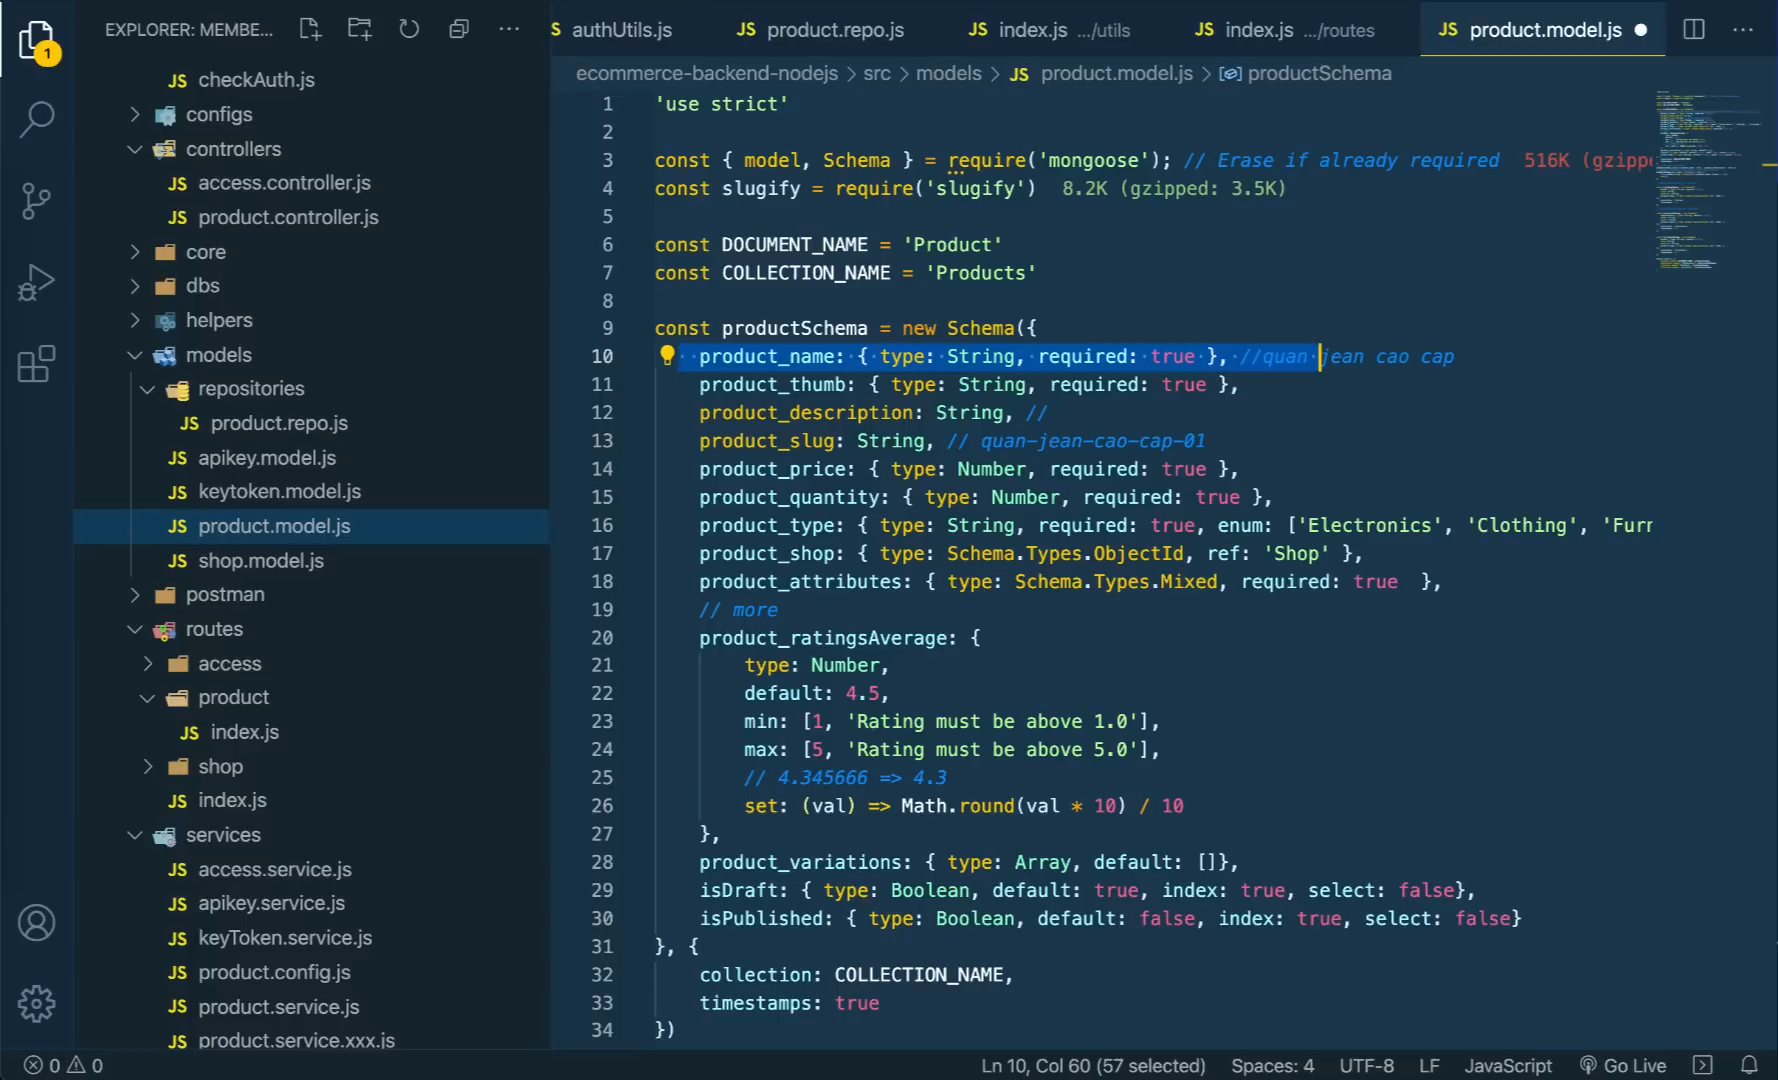 EXPLORER: MEMBE...
1
checkAuth.js
configs
controllers
access.controller.js
product.controller.js
core
dbs
helpers
models
repositories
product.repo.js
apikey.model.js
keytoken.model.js
product.model.js
shop.model.js
postman
routes
access
product
index.js
shop
index.js
services
access.service.js
apikey.service.js
keyToken.service.js
product.config.js
product.service.js
product.service.xxx.js
authUtils.js
product.repo.js
index.js .../utils
index.js .../routes
product.model.js
ecommerce-backend-nodejs > src > models > JS product.model.js > productSchema
1 'use strict'
2
3 const { model, Schema } = require('mongoose'); // Erase if already required 516K (gzippe
4 const slugify = require('slugify') 8.2K (gzipped: 3.5K)
5
6 const DOCUMENT_NAME = 'Product'
7 const COLLECTION_NAME = 'Products'
8
9 const productSchema = new Schema({
10 product_name: { type: String, required: true }, //quan jean cao cap
11 product_thumb: { type: String, required: true },
12 product_description: String, //
13 product_slug: String, // quan-jean-cao-cap-01
14 product_price: { type: Number, required: true },
15 product_quantity: { type: Number, required: true },
16 product_type: { type: String, required: true, enum: ['Electronics', 'Clothing', 'Furr
17 product_shop: { type: Schema.Types.ObjectId, ref: 'Shop' },
18 product_attributes: { type: Schema.Types.Mixed, required: true },
19 // more
20 product_ratingsAverage: {
21 type: Number,
22 default: 4.5,
23 min: [1, 'Rating must be above 1.0'],
24 max: [5, 'Rating must be above 5.0'],
25 // 4.345666 => 4.3
26 set: (val) => Math.round(val * 10) / 10
27 },
28 product_variations: { type: Array, default: []},
29 isDraft: { type: Boolean, default: true, index: true, select: false},
30 isPublished: { type: Boolean, default: false, index: true, select: false}
31 }, {
32 collection: COLLECTION_NAME,
33 timestamps: true
34 })
0 0 Ln 10, Col 60 (57 selected) Spaces: 4 UTF-8 LF JavaScript Go Live